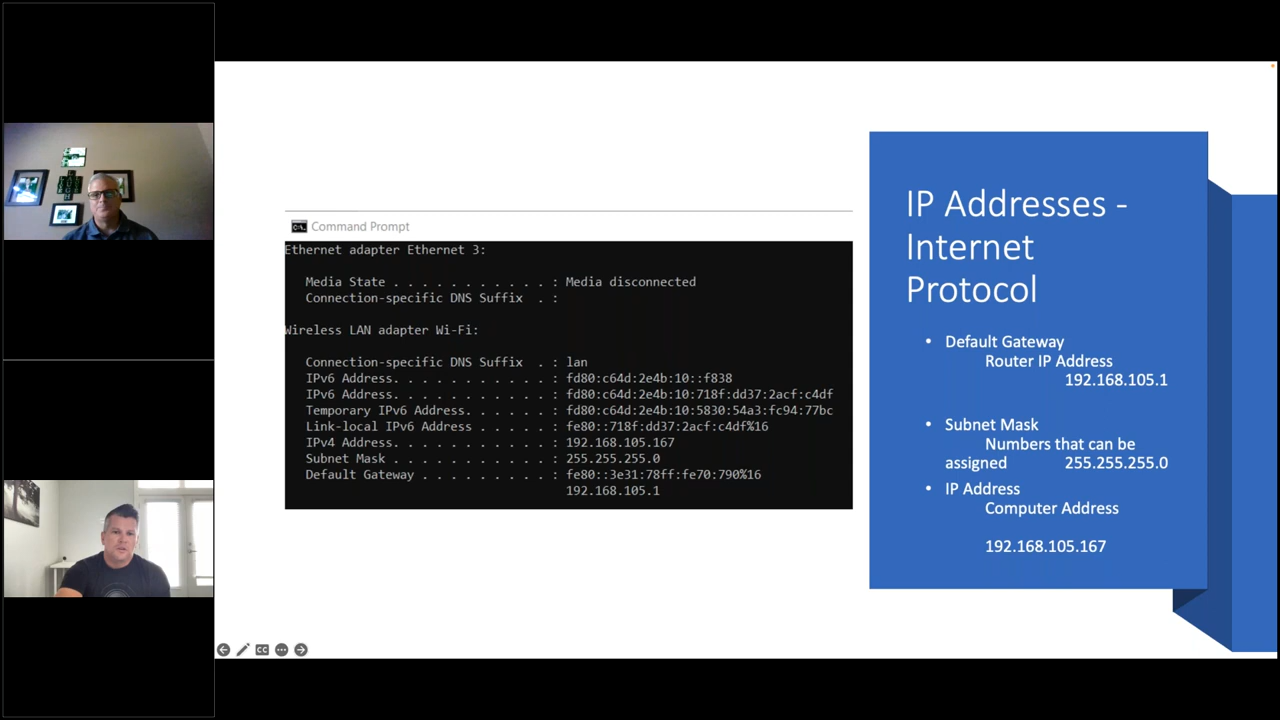 Command Prompt
Ethernet adapter Ethernet 3:
Media State . . . . . . . . . . . : Media disconnected
Connection-specific DNS Suffix  . :
Wireless LAN adapter Wi-Fi:
Connection-specific DNS Suffix  . : lan
IPv6 Address. . . . . . . . . . . : fd80:c64d:2e4b:10::f838
IPv6 Address. . . . . . . . . . . : fd80:c64d:2e4b:10:718f:dd37:2acf:c4df
Temporary IPv6 Address. . . . . . : fd80:c64d:2e4b:10:5830:54a3:fc94:77bc
Link-local IPv6 Address . . . . . : fe80::718f:dd37:2acf:c4df%16
IPv4 Address. . . . . . . . . . . : 192.168.105.167
Subnet Mask . . . . . . . . . . . : 255.255.255.0
Default Gateway . . . . . . . . . : fe80::3e31:78ff:fe70:790%16
192.168.105.1
IP Addresses -
Internet
Protocol
• Default Gateway
Router IP Address
192.168.105.1
• Subnet Mask
Numbers that can be
assigned 255.255.255.0
• IP Address
Computer Address
192.168.105.167
CC